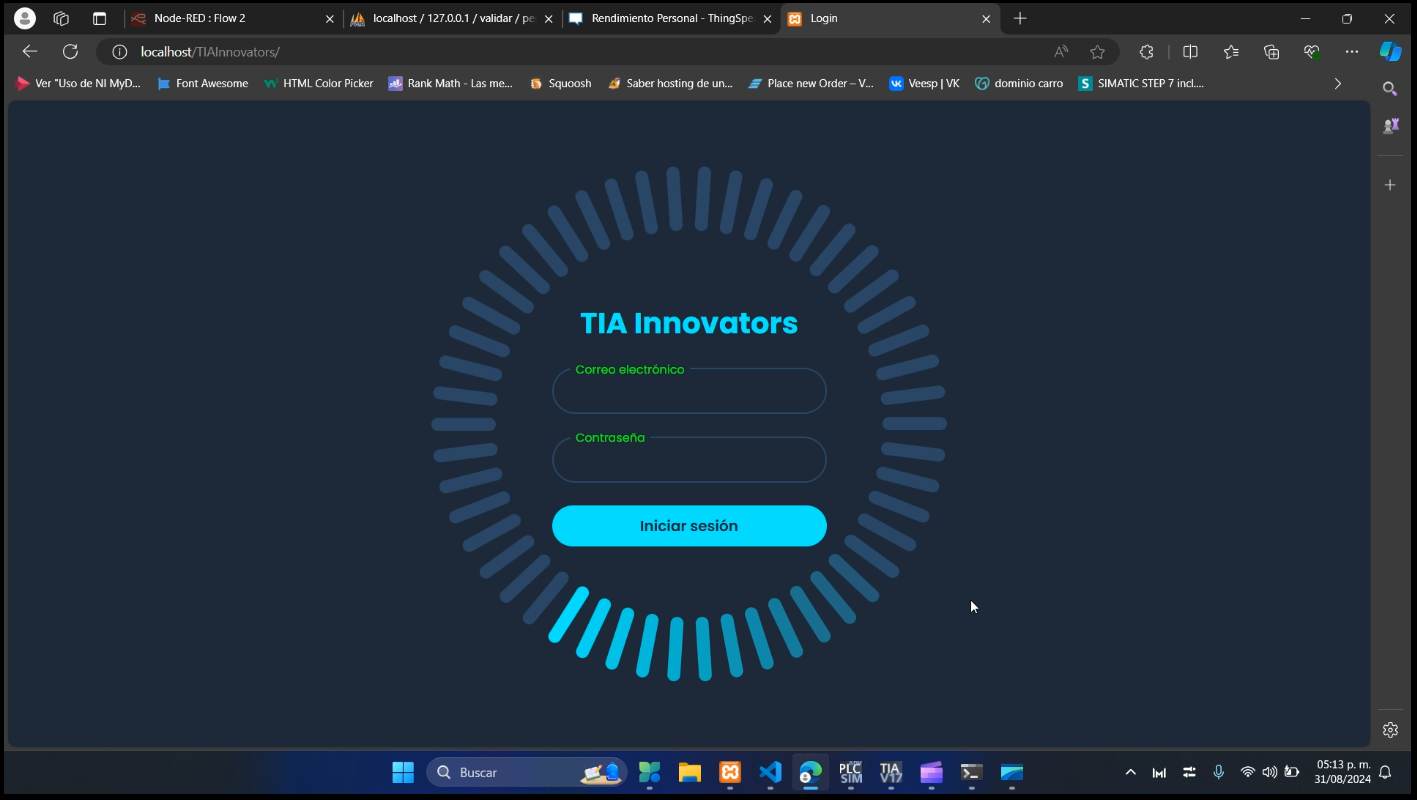 Node-RED : Flow 2
localhost / 127.0.0.1 / validar / pe
Rendimiento Personal - ThingSpe
Login
localhost/TIAInnovators/
Ver "Uso de NI MyD...
Font Awesome
HTML Color Picker
Rank Math - Las me...
Squoosh
Saber hosting de un...
Place new Order – V...
Veesp | VK
dominio carro
SIMATIC STEP 7 incl....
TIA Innovators
Correo electrónico
Contraseña
Iniciar sesión
Buscar
PLC
SIM
TIA
V17
05:13 p. m.
31/08/2024